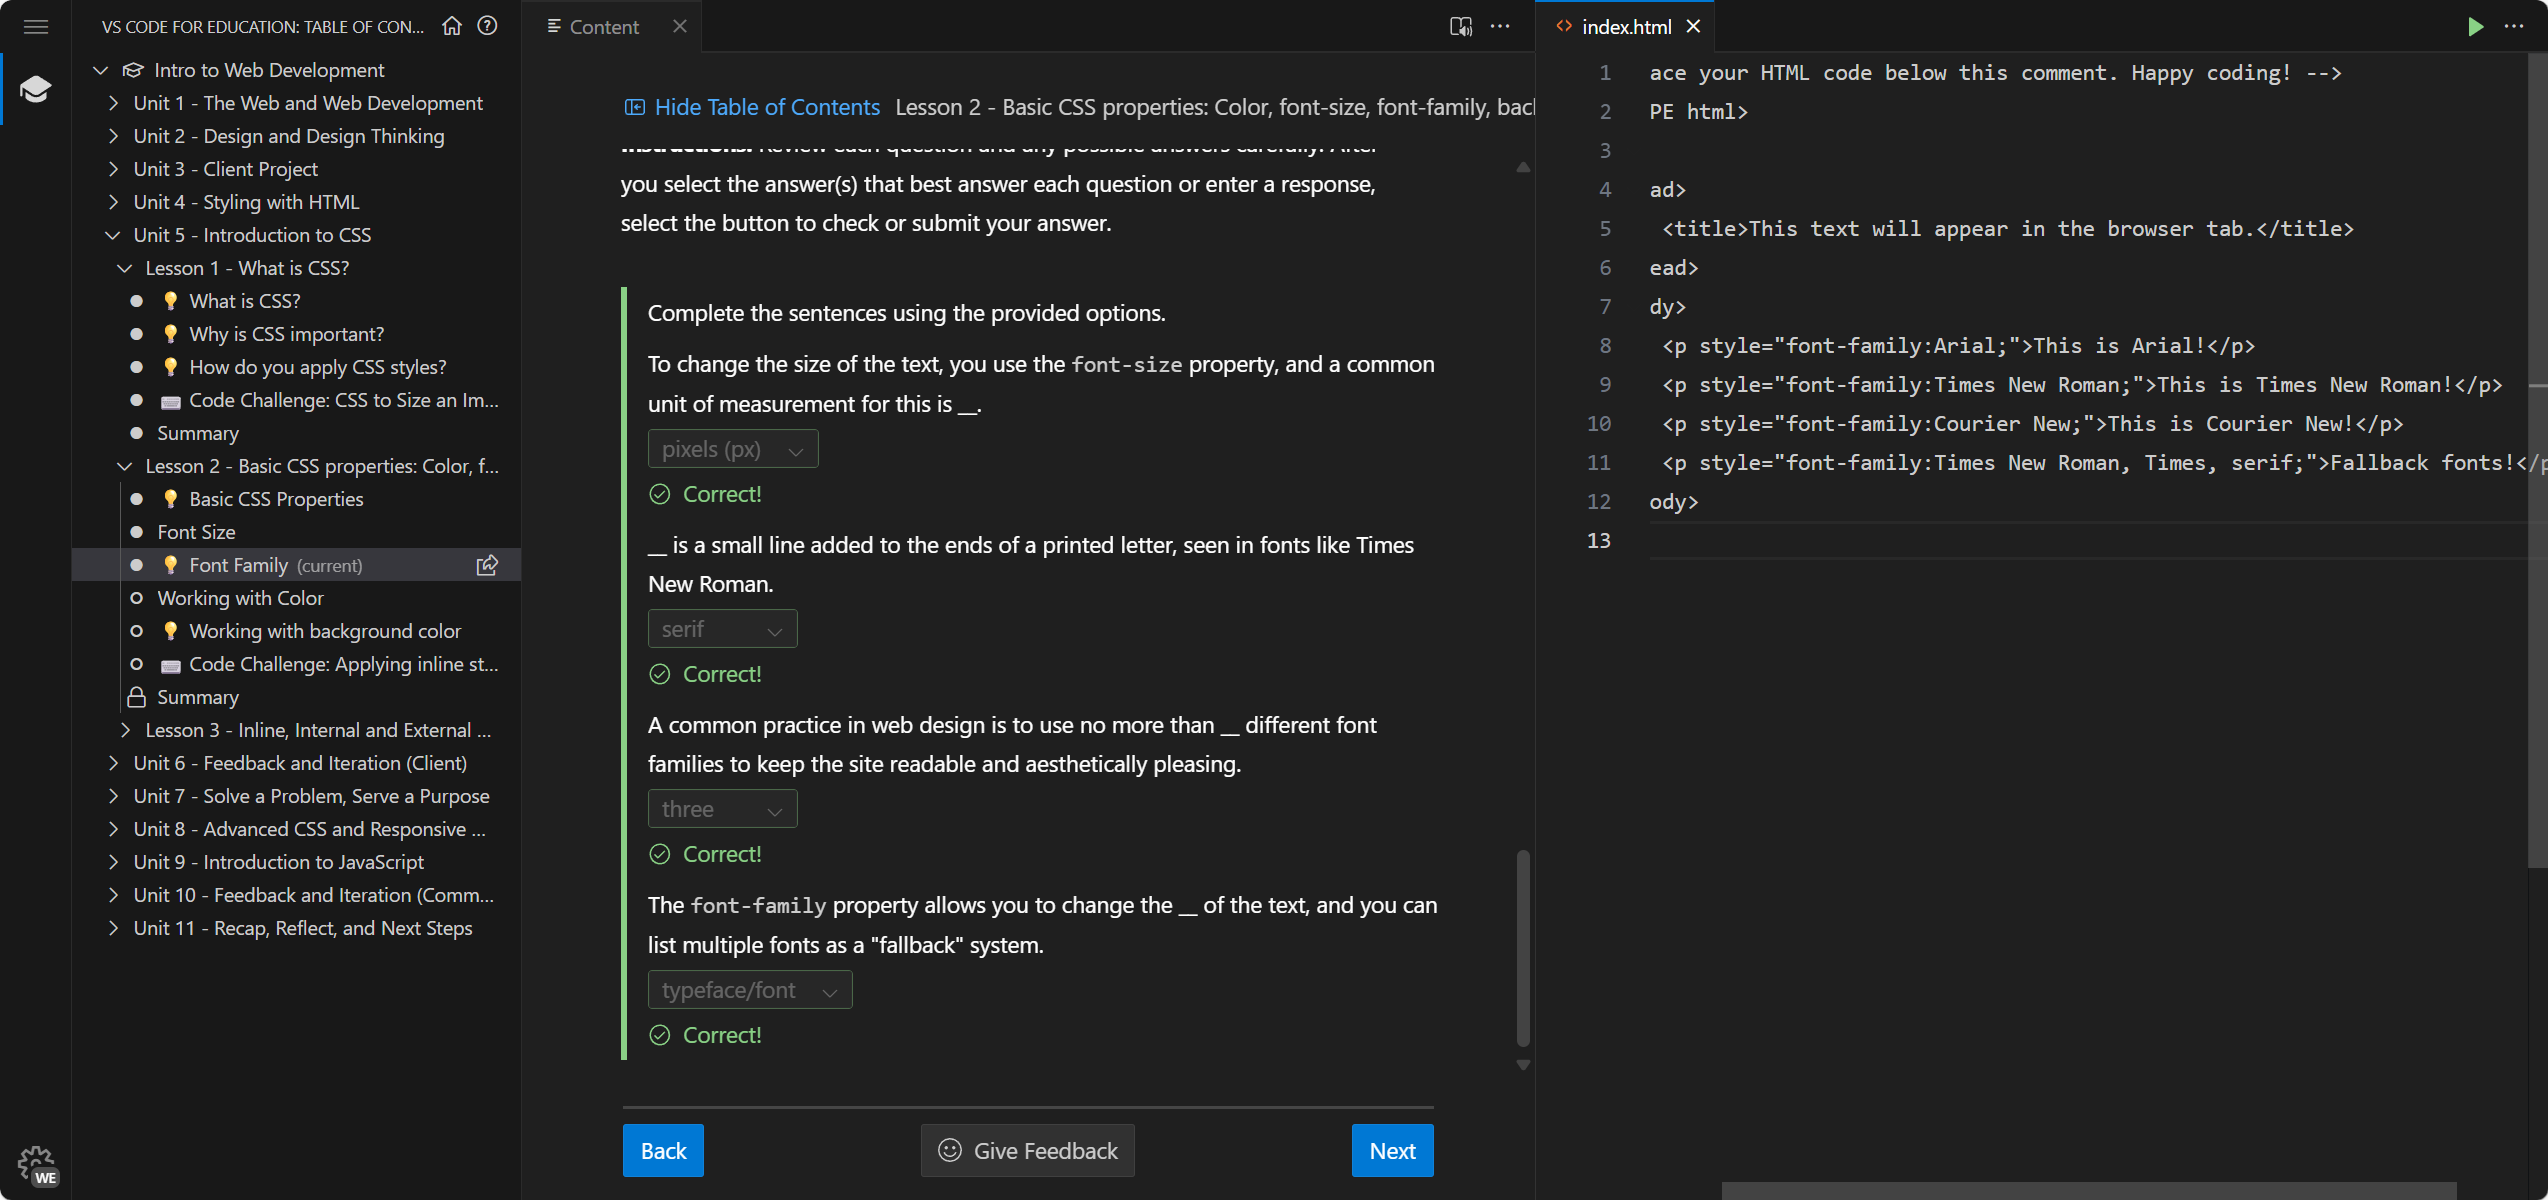 VS CODE FOR EDUCATION: TABLE OF CON...
Intro to Web Development
Unit 1 - The Web and Web Development
Unit 2 - Design and Design Thinking
Unit 3 - Client Project
Unit 4 - Styling with HTML
Unit 5 - Introduction to CSS
Lesson 1 - What is CSS?
What is CSS?
Why is CSS important?
How do you apply CSS styles?
Code Challenge: CSS to Size an Im...
Summary
Lesson 2 - Basic CSS properties: Color, f...
Basic CSS Properties
Font Size
Font Family (current)
Working with Color
Working with background color
Code Challenge: Applying inline st...
Summary
Lesson 3 - Inline, Internal and External ...
Unit 6 - Feedback and Iteration (Client)
Unit 7 - Solve a Problem, Serve a Purpose
Unit 8 - Advanced CSS and Responsive ...
Unit 9 - Introduction to JavaScript
Unit 10 - Feedback and Iteration (Comm...
Unit 11 - Recap, Reflect, and Next Steps
WE
Content
Hide Table of Contents Lesson 2 - Basic CSS properties: Color, font-size, font-family, bac
Instructions: Review each question and any possible answers carefully. After
you select the answer(s) that best answer each question or enter a response,
select the button to check or submit your answer.
Complete the sentences using the provided options.
To change the size of the text, you use the font-size property, and a common
unit of measurement for this is __.
pixels (px)
Correct!
__ is a small line added to the ends of a printed letter, seen in fonts like Times
New Roman.
serif
Correct!
A common practice in web design is to use no more than __ different font
families to keep the site readable and aesthetically pleasing.
three
Correct!
The font-family property allows you to change the __ of the text, and you can
list multiple fonts as a "fallback" system.
typeface/font
Correct!
Back
Give Feedback
Next
index.html
1 ace your HTML code below this comment. Happy coding! -->
2 PE html>
3
4 ad>
5 <title>This text will appear in the browser tab.</title>
6 ead>
7 dy>
8 <p style="font-family:Arial;">This is Arial!</p>
9 <p style="font-family:Times New Roman;">This is Times New Roman!</p>
10 <p style="font-family:Courier New;">This is Courier New!</p>
11 <p style="font-family:Times New Roman, Times, serif;">Fallback fonts!</p
12 ody>
13